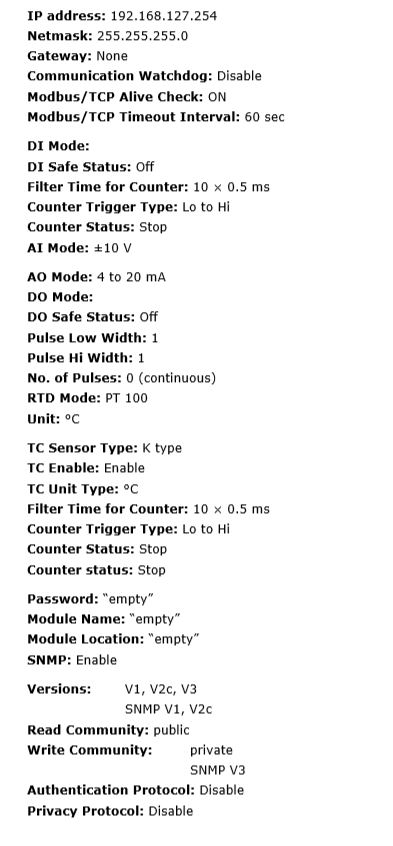 IP address: 192.168.127.254
Netmask: 255.255.255.0
Gateway: None
Communication Watchdog: Disable
Modbus/TCP Alive Check: ON
Modbus/TCP Timeout Interval: 60 sec
DI Mode:
DI Safe Status: Off
Filter Time for Counter: 10 × 0.5 ms
Counter Trigger Type: Lo to Hi
Counter Status: Stop
AI Mode: ±10 V
AO Mode: 4 to 20 mA
DO Mode:
DO Safe Status: Off
Pulse Low Width: 1
Pulse Hi Width: 1
No. of Pulses: 0 (continuous)
RTD Mode: PT 100
Unit: °C
TC Sensor Type: K type
TC Enable: Enable
TC Unit Type: °C
Filter Time for Counter: 10 × 0.5 ms
Counter Trigger Type: Lo to Hi
Counter Status: Stop
Counter status: Stop
Password: “empty”
Module Name: “empty”
Module Location: “empty”
SNMP: Enable
Versions: V1, V2c, V3
SNMP V1, V2c
Read Community: public
Write Community: private
SNMP V3
Authentication Protocol: Disable
Privacy Protocol: Disable